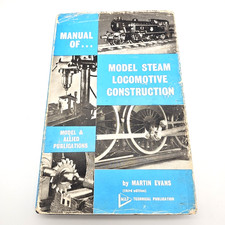 MANUAL
OF...
MODEL STEAM
LOCOMOTIVE
CONSTRUCTION
MODEL &
ALLIED
PUBLICATIONS
by MARTIN EVANS
(third edition)
TECHNICAL PUBLICATION